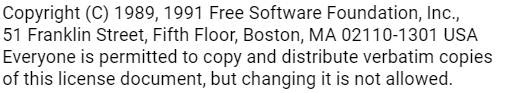 Copyright (C) 1989, 1991 Free Software Foundation, Inc.,
51 Franklin Street, Fifth Floor, Boston, MA 02110-1301 USA
Everyone is permitted to copy and distribute verbatim copies
of this license document, but changing it is not allowed.